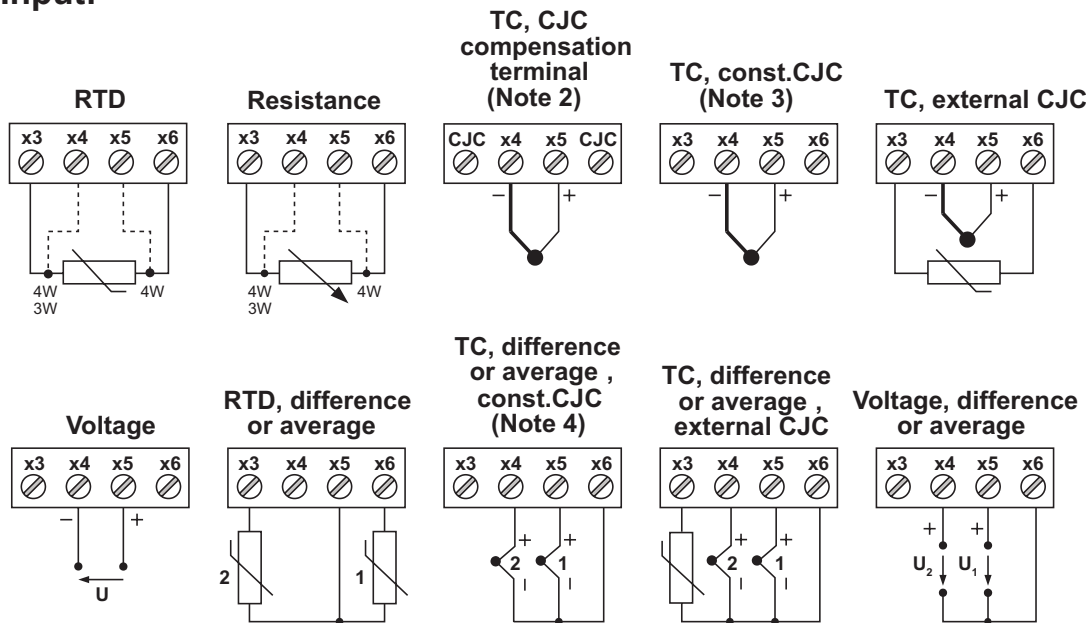 input:
RTD
x3 x4 x5 x6
4W
3W
4W
Resistance
x3 x4 x5 x6
4W
3W
4W
TC, CJC
compensation
terminal
(Note 2)
CJC x4 x5 CJC
− +
TC, const.CJC
(Note 3)
x3 x4 x5 x6
− +
TC, external CJC
x3 x4 x5 x6
− +
Voltage
x3 x4 x5 x6
− +
U
RTD, difference
or average
x3 x4 x5 x6
2 1
TC, difference
or average ,
const.CJC
(Note 4)
x3 x4 x5 x6
+ +
2 1
− −
TC, difference
or average ,
external CJC
x3 x4 x5 x6
+ +
2 1
− −
Voltage, difference
or average
x3 x4 x5 x6
+ +
U₂ U₁